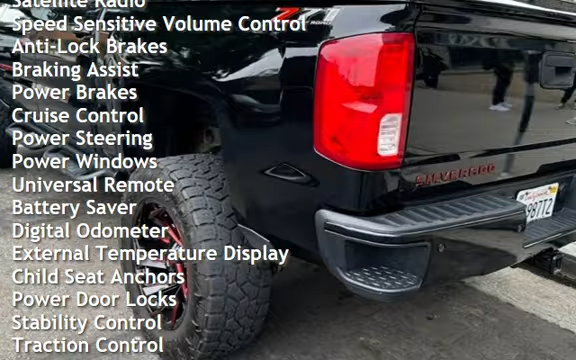 Satellite Radio
Speed Sensitive Volume Control
Anti-Lock Brakes
Braking Assist
Power Brakes
Cruise Control
Power Steering
Power Windows
Universal Remote
Battery Saver
Digital Odometer
External Temperature Display
Child Seat Anchors
Power Door Locks
Stability Control
Traction Control
SILVERADO
California
987T2